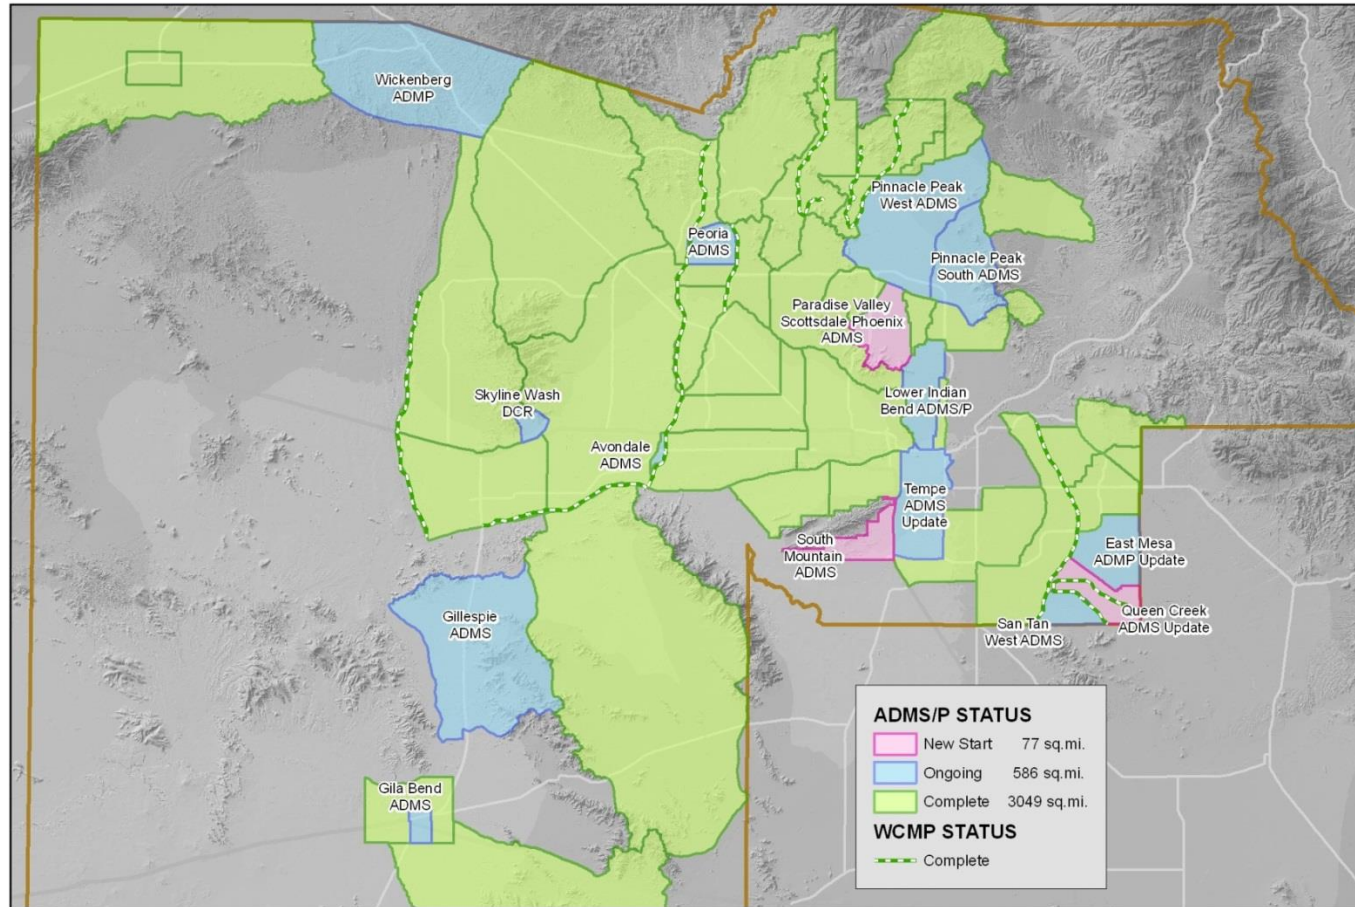 Wickenberg
ADMP
Pinnacle Peak
West ADMS
Peoria
ADMS
Pinnacle Peak
South ADMS
Paradise Valley
Scottsdale Phoenix
ADMS
Skyline Wash
DCR
Lower Indian
Bend ADMS/P
Avondale
ADMS
Tempe
ADMS
Update
South
Mountain
ADMS
East Mesa
ADMP Update
Gillespie
ADMS
San Tan
West ADMS
Queen Creek
ADMS Update
Gila Bend
ADMS
ADMS/P STATUS
New Start 77 sq.mi.
Ongoing 586 sq.mi.
Complete 3049 sq.mi.
WCMP STATUS
Complete